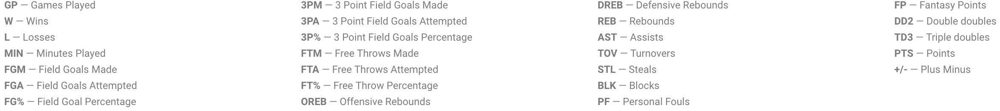 GP — Games Played
W — Wins
L — Losses
MIN — Minutes Played
FGM — Field Goals Made
FGA — Field Goals Attempted
FG% — Field Goal Percentage
3PM — 3 Point Field Goals Made
3PA — 3 Point Field Goals Attempted
3P% — 3 Point Field Goals Percentage
FTM — Free Throws Made
FTA — Free Throws Attempted
FT% — Free Throw Percentage
OREB — Offensive Rebounds
DREB — Defensive Rebounds
REB — Rebounds
AST — Assists
TOV — Turnovers
STL — Steals
BLK — Blocks
PF — Personal Fouls
FP — Fantasy Points
DD2 — Double doubles
TD3 — Triple doubles
PTS — Points
+/- — Plus Minus